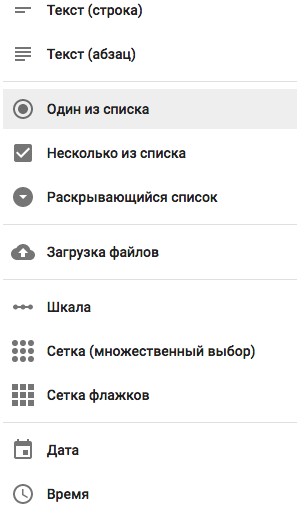 Текст (строка)
Текст (абзац)
Один из списка
Несколько из списка
Раскрывающийся список
Загрузка файлов
Шкала
Сетка (множественный выбор)
Сетка флажков
Дата
Время